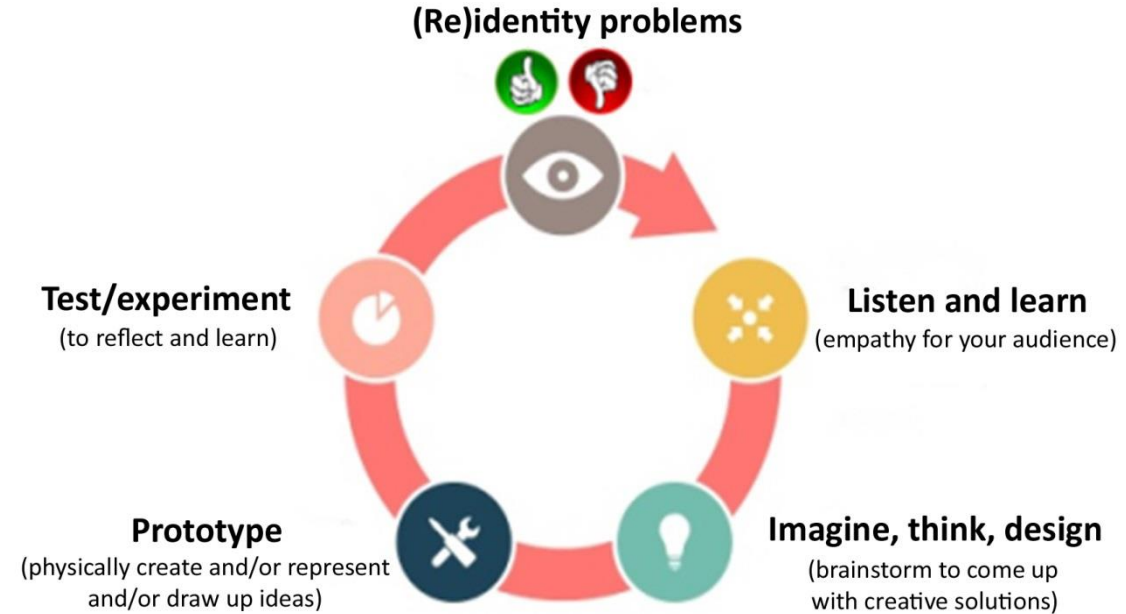 (Re)identity problems
Listen and learn
(empathy for your audience)
Imagine, think, design
(brainstorm to come up
with creative solutions)
Prototype
(physically create and/or represent
and/or draw up ideas)
Test/experiment
(to reflect and learn)